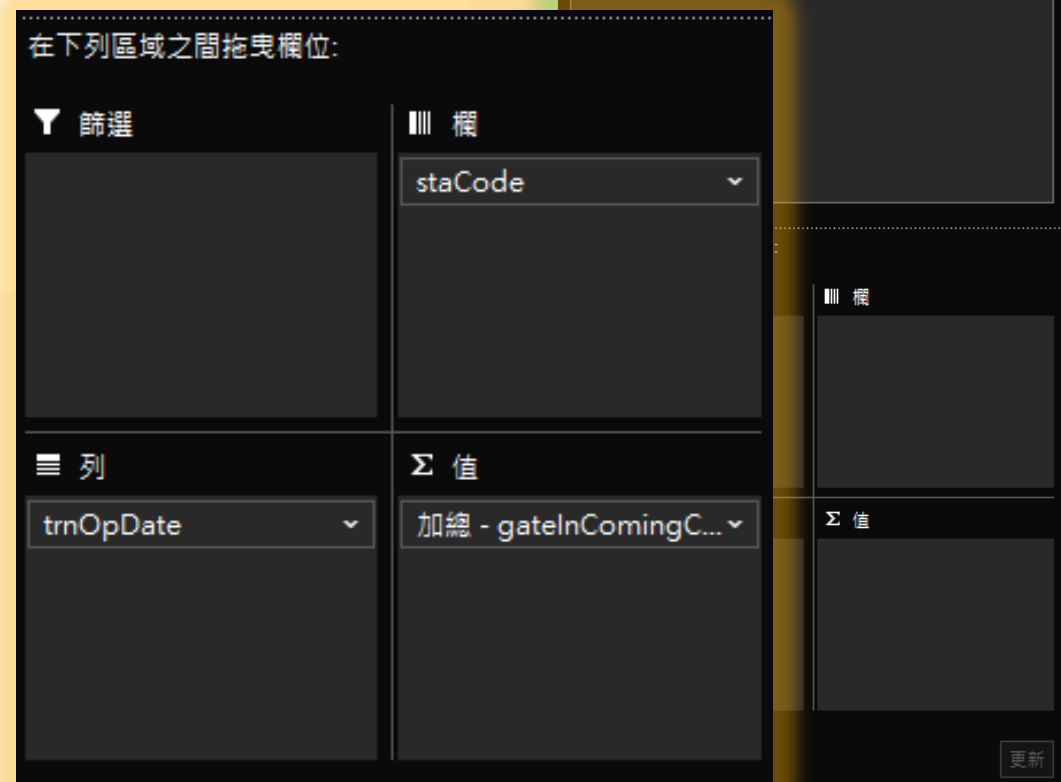 在下列區域之間拖曳欄位:
篩選
欄
staCode
列
Σ 值
trnOpDate
加總 - gateInComingC...
:
欄
Σ 值
更新